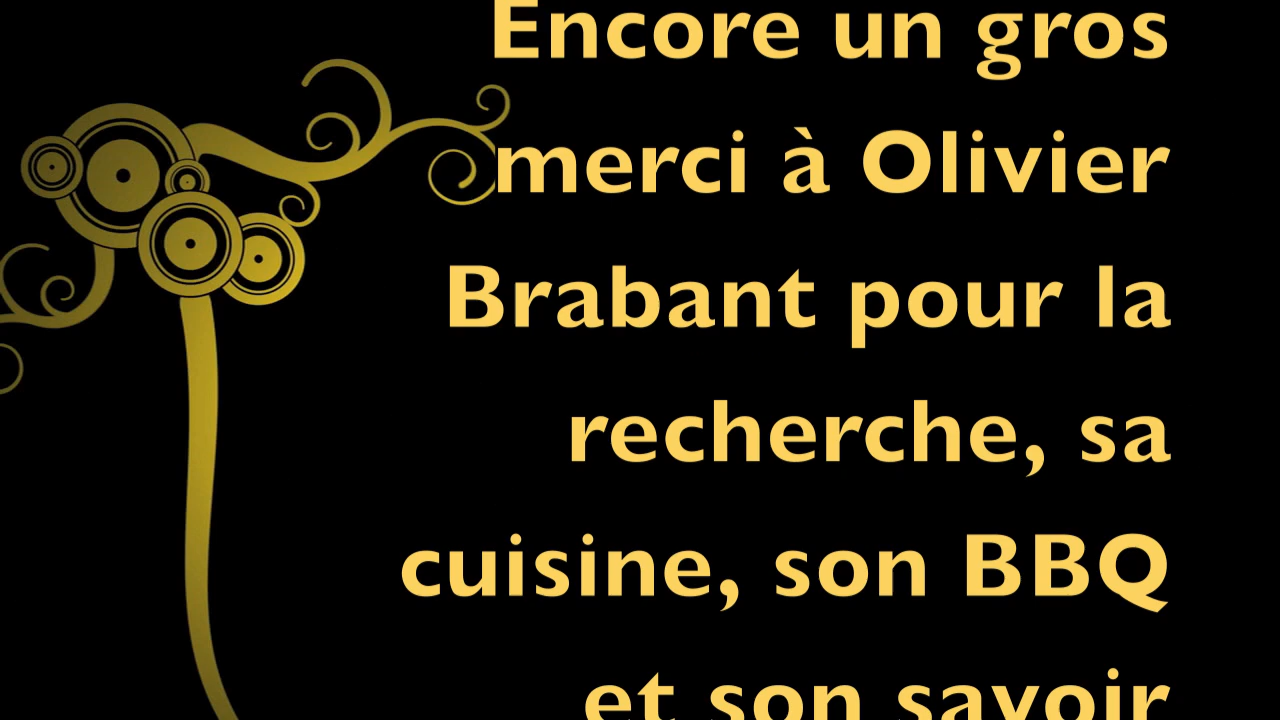 Encore un gros
merci à Olivier
Brabant pour la
recherche, sa
cuisine, son BBQ
et son savoir